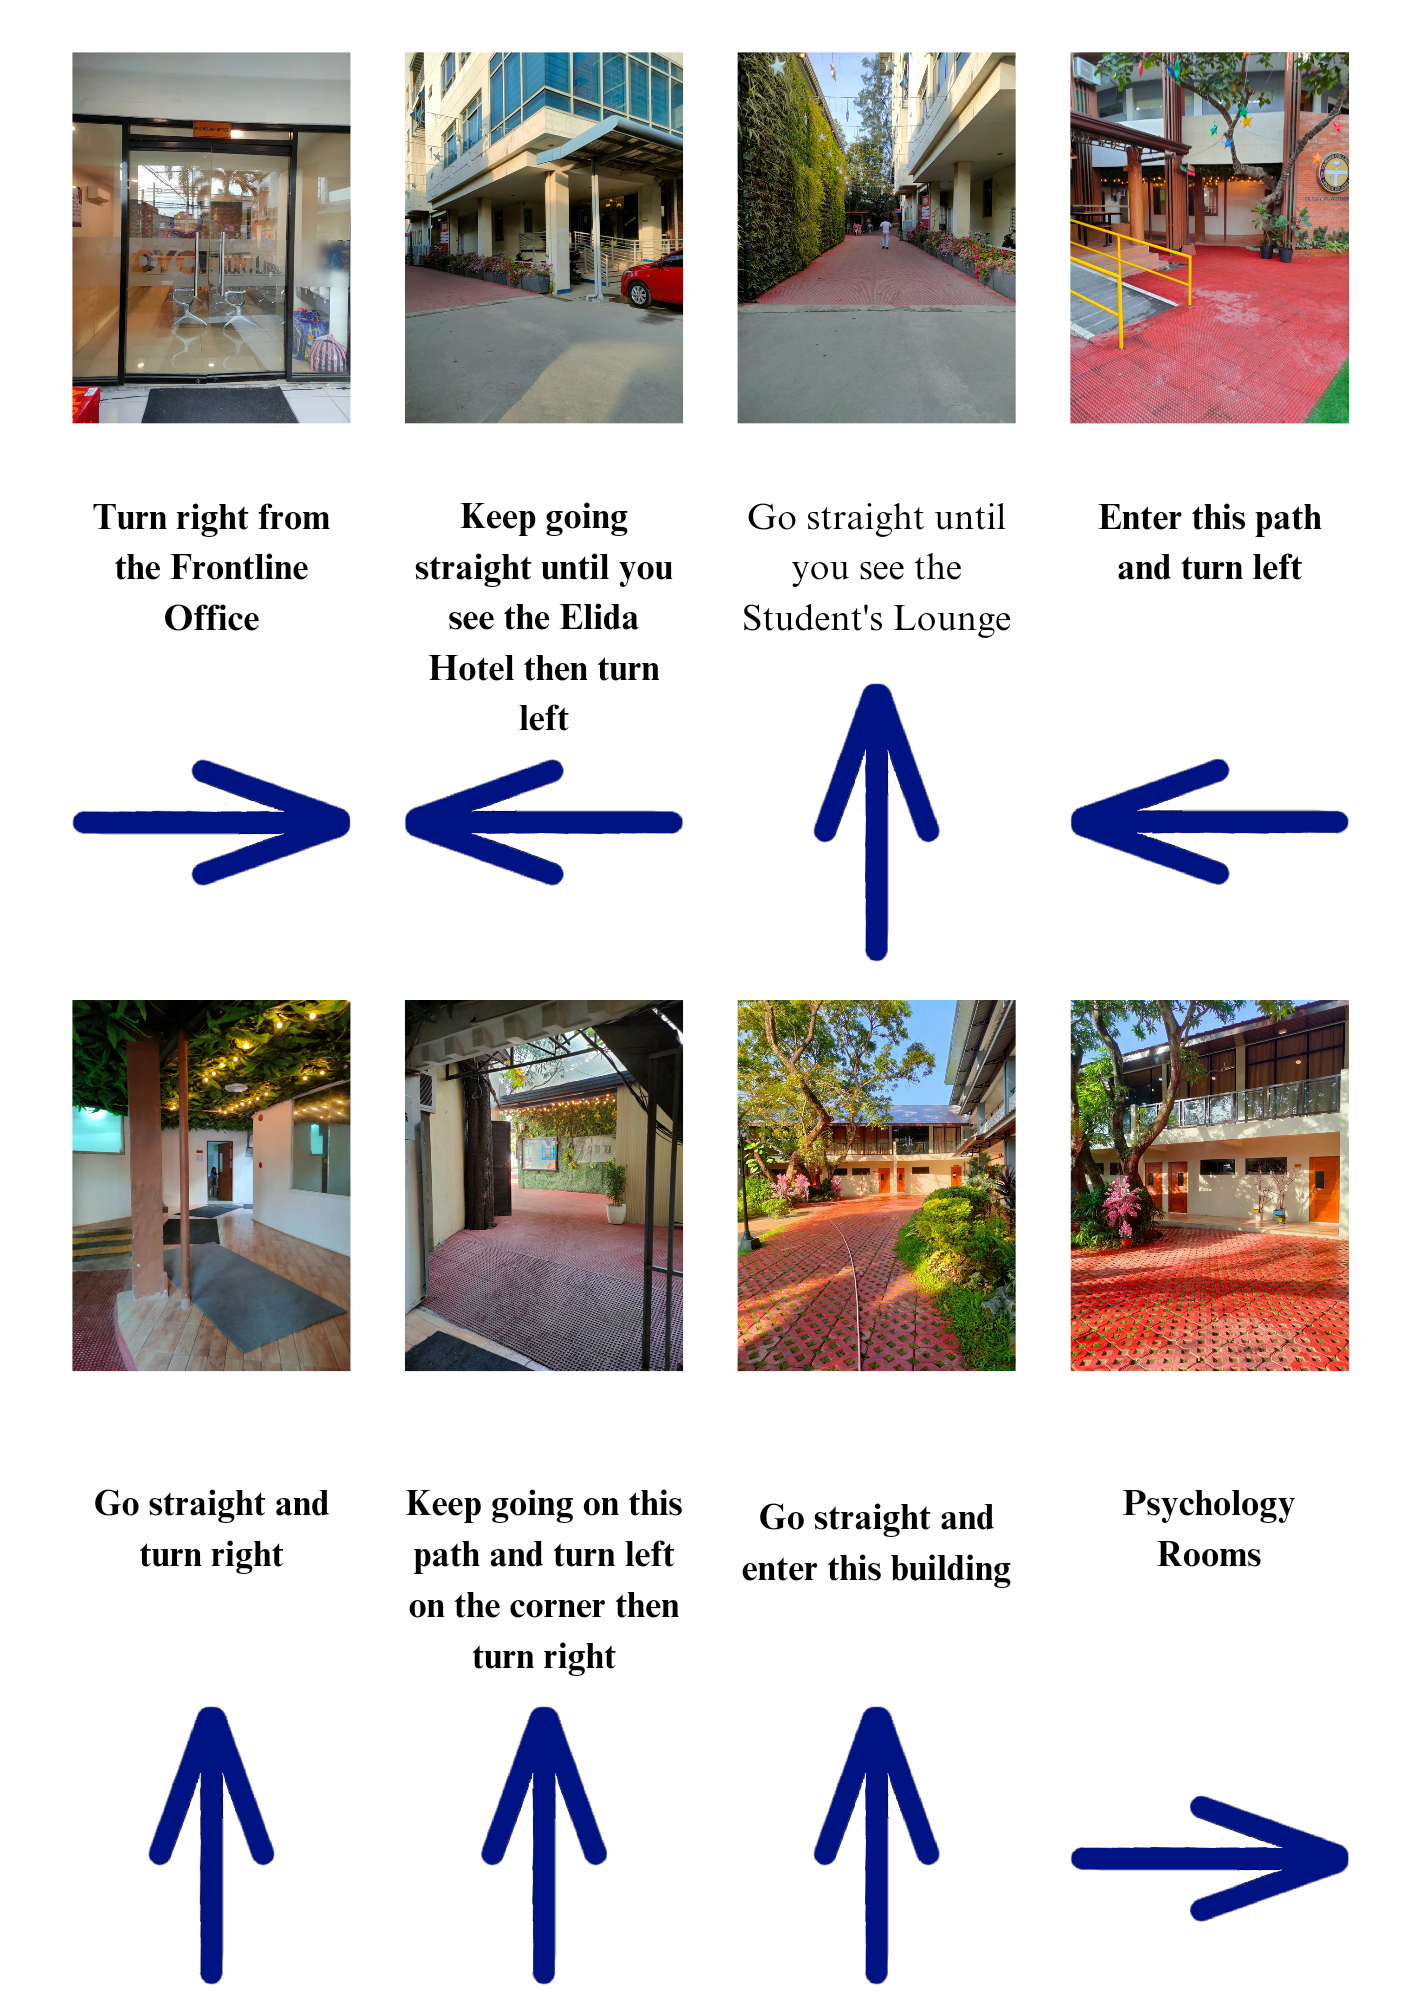 Turn right from
the Frontline
Office
Keep going
straight until you
see the Elida
Hotel then turn
left
Go straight until
you see the
Student's Lounge
Enter this path
and turn left
Go straight and
turn right
Keep going on this
path and turn left
on the corner then
turn right
Go straight and
enter this building
Psychology
Rooms